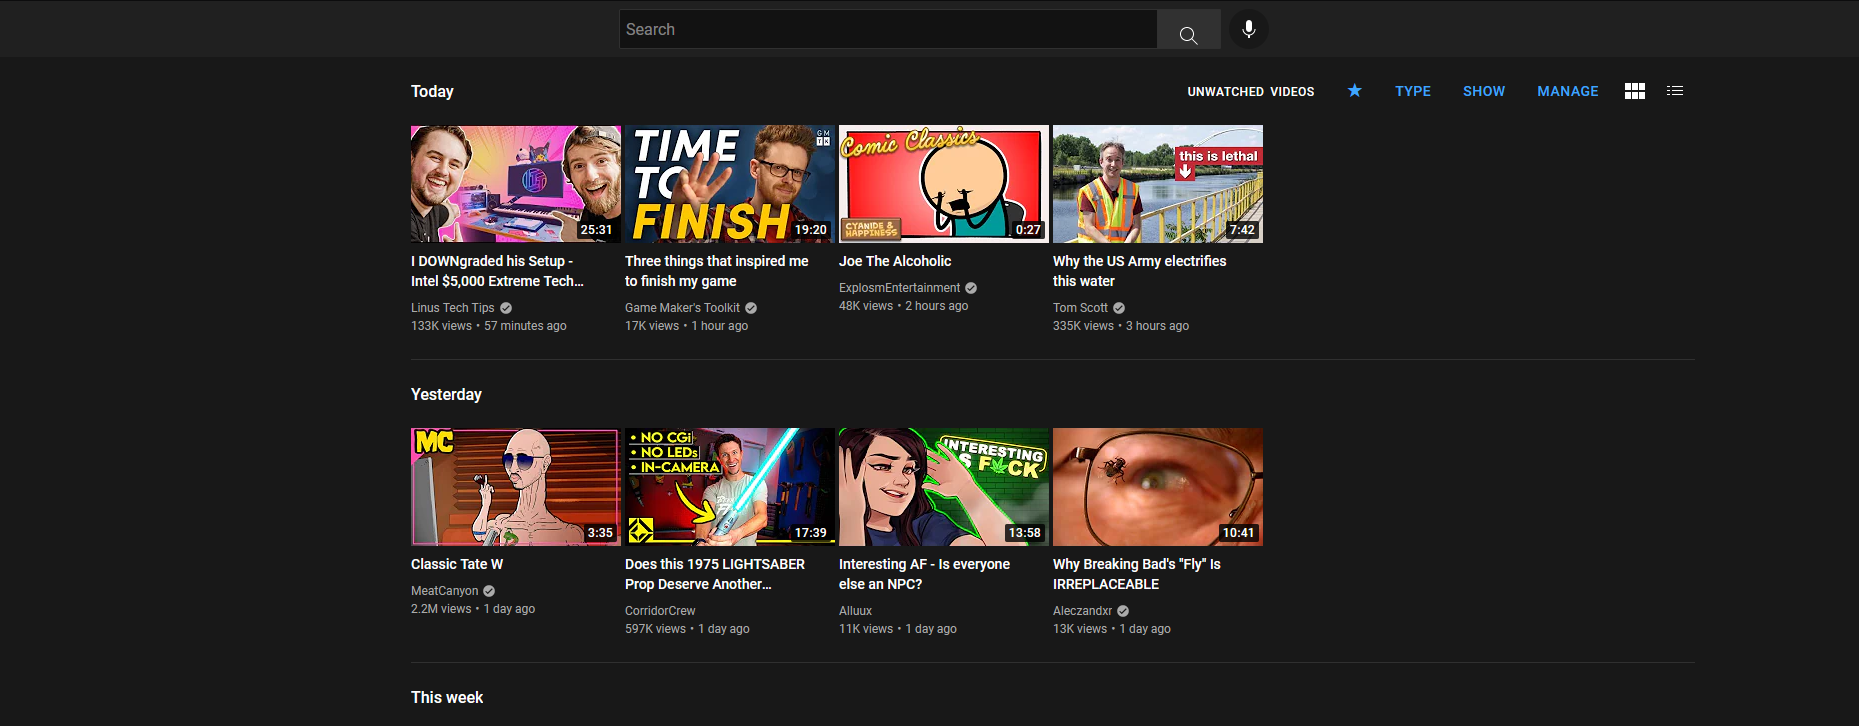 Search
Today
UNWATCHED VIDEOS
TYPE
SHOW
MANAGE
25:31
TIME
TO
FINISH
GM
TK
19:20
Comic Classics
CYANIDE &
HAPPINESS
0:27
this is lethal
7:42
I DOWNgraded his Setup -
Intel $5,000 Extreme Tech...
Linus Tech Tips
133K views • 57 minutes ago
Three things that inspired me
to finish my game
Game Maker's Toolkit
17K views • 1 hour ago
Joe The Alcoholic
ExplosmEntertainment
48K views • 2 hours ago
Why the US Army electrifies
this water
Tom Scott
335K views • 3 hours ago
Yesterday
MC
3:35
• NO CGi
• NO LEDs
• IN-CAMERA
17:39
INTERESTING
13:58
10:41
Classic Tate W
MeatCanyon
2.2M views • 1 day ago
Does this 1975 LIGHTSABER
Prop Deserve Another...
CorridorCrew
597K views • 1 day ago
Interesting AF - Is everyone
else an NPC?
Alluux
11K views • 1 day ago
Why Breaking Bad's "Fly" Is
IRREPLACEABLE
Aleczandxr
13K views • 1 day ago
This week